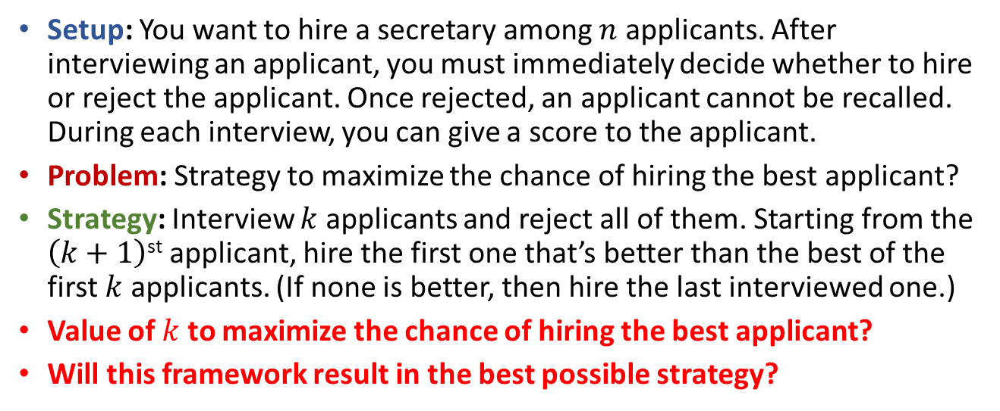 • Setup: You want to hire a secretary among n applicants. After
interviewing an applicant, you must immediately decide whether to hire
or reject the applicant. Once rejected, an applicant cannot be recalled.
During each interview, you can give a score to the applicant.
• Problem: Strategy to maximize the chance of hiring the best applicant?
• Strategy: Interview k applicants and reject all of them. Starting from the
(k + 1)st applicant, hire the first one that’s better than the best of the
first k applicants. (If none is better, then hire the last interviewed one.)
• Value of k to maximize the chance of hiring the best applicant?
• Will this framework result in the best possible strategy?